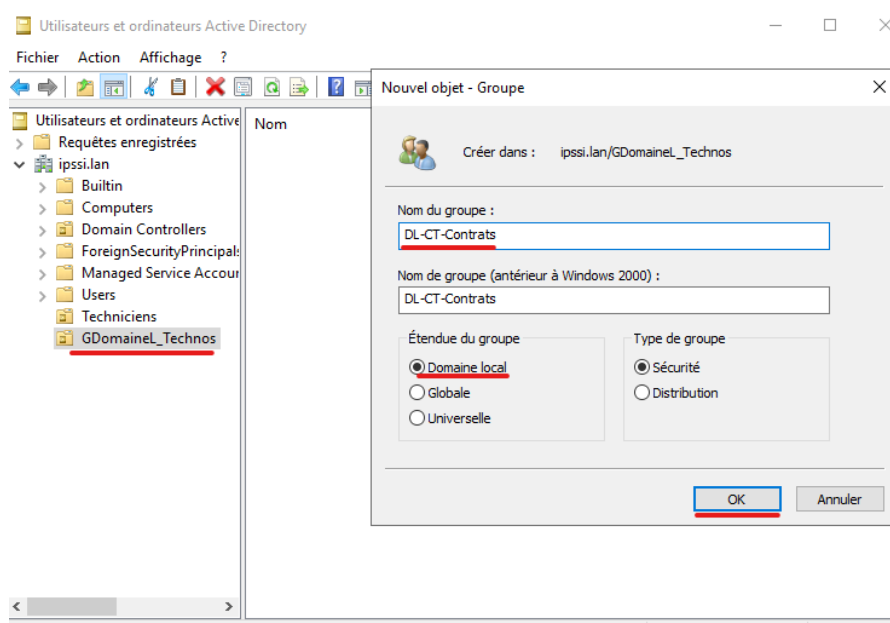 Utilisateurs et ordinateurs Active Directory
Fichier Action Affichage ?
Utilisateurs et ordinateurs Active
Requêtes enregistrées
ipssi.lan
Builtin
Computers
Domain Controllers
ForeignSecurityPrincipal
Managed Service Accour
Users
Techniciens
GDomaineL_Technos
Nom
Nouvel objet - Groupe
Créer dans : ipssi.lan/GDomaineL_Technos
Nom du groupe :
DL-CT-Contrats
Nom de groupe (antérieur à Windows 2000) :
DL-CT-Contrats
Étendue du groupe
Domaine local
Globale
Universelle
Type de groupe
Sécurité
Distribution
OK Annuler